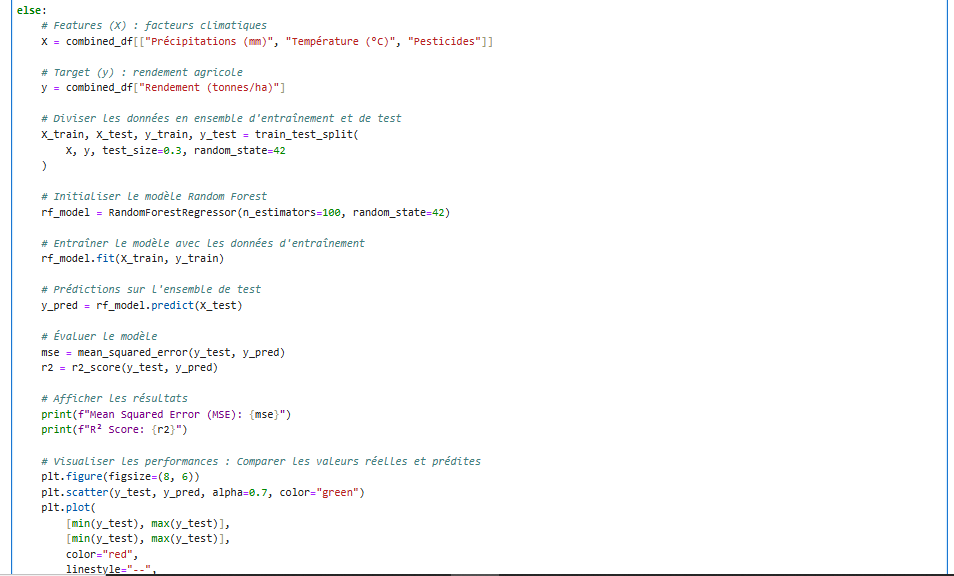 else:
# Features (X) : facteurs climatiques
X = combined_df[["Précipitations (mm)", "Température (°C)", "Pesticides"]]
# Target (y) : rendement agricole
y = combined_df["Rendement (tonnes/ha)"]
# Diviser les données en ensemble d'entraînement et de test
X_train, X_test, y_train, y_test = train_test_split(
X, y, test_size=0.3, random_state=42
)
# Initialiser le modèle Random Forest
rf_model = RandomForestRegressor(n_estimators=100, random_state=42)
# Entraîner le modèle avec les données d'entraînement
rf_model.fit(X_train, y_train)
# Prédictions sur l'ensemble de test
y_pred = rf_model.predict(X_test)
# Évaluer le modèle
mse = mean_squared_error(y_test, y_pred)
r2 = r2_score(y_test, y_pred)
# Afficher les résultats
print(f"Mean Squared Error (MSE): {mse}")
print(f"R² Score: {r2}")
# Visualiser les performances : Comparer les valeurs réelles et prédites
plt.figure(figsize=(8, 6))
plt.scatter(y_test, y_pred, alpha=0.7, color="green")
plt.plot(
[min(y_test), max(y_test)],
[min(y_test), max(y_test)],
color="red",
linestyle="--",